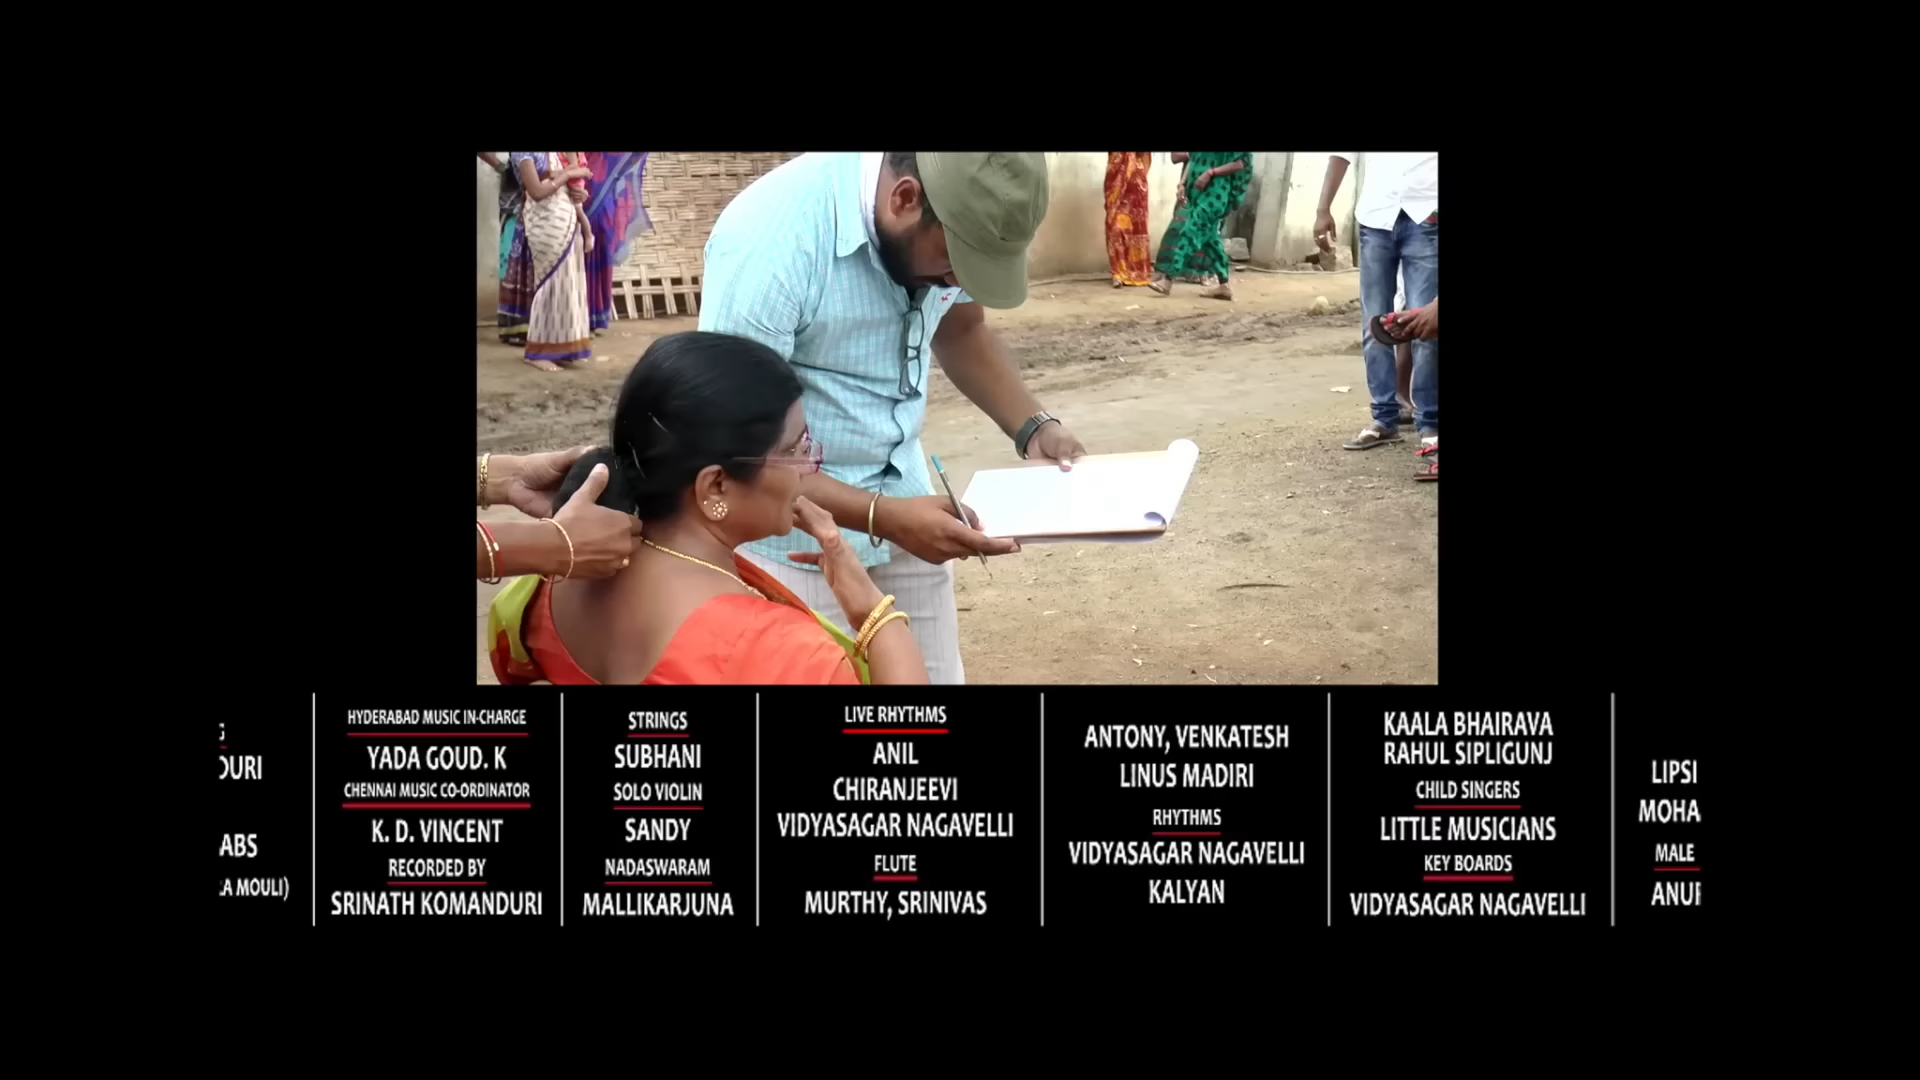 HYDERABAD MUSIC IN-CHARGE
YADA GOUD. K
CHENNAI MUSIC CO-ORDINATOR
K. D. VINCENT
RECORDED BY
SRINATH KOMANDURI
STRINGS
SUBHANI
SOLO VIOLIN
SANDY
NADASWARAM
MALLIKARJUNA
LIVE RHYTHMS
ANIL
CHIRANJEEVI
VIDYASAGAR NAGAVELLI
FLUTE
MURTHY, SRINIVAS
ANTONY, VENKATESH
LINUS MADIRI
RHYTHMS
VIDYASAGAR NAGAVELLI
KALYAN
KAALA BHAIRAVA
RAHUL SIPLIGUNJ
CHILD SINGERS
LITTLE MUSICIANS
KEY BOARDS
VIDYASAGAR NAGAVELLI
LIPSI
MALE